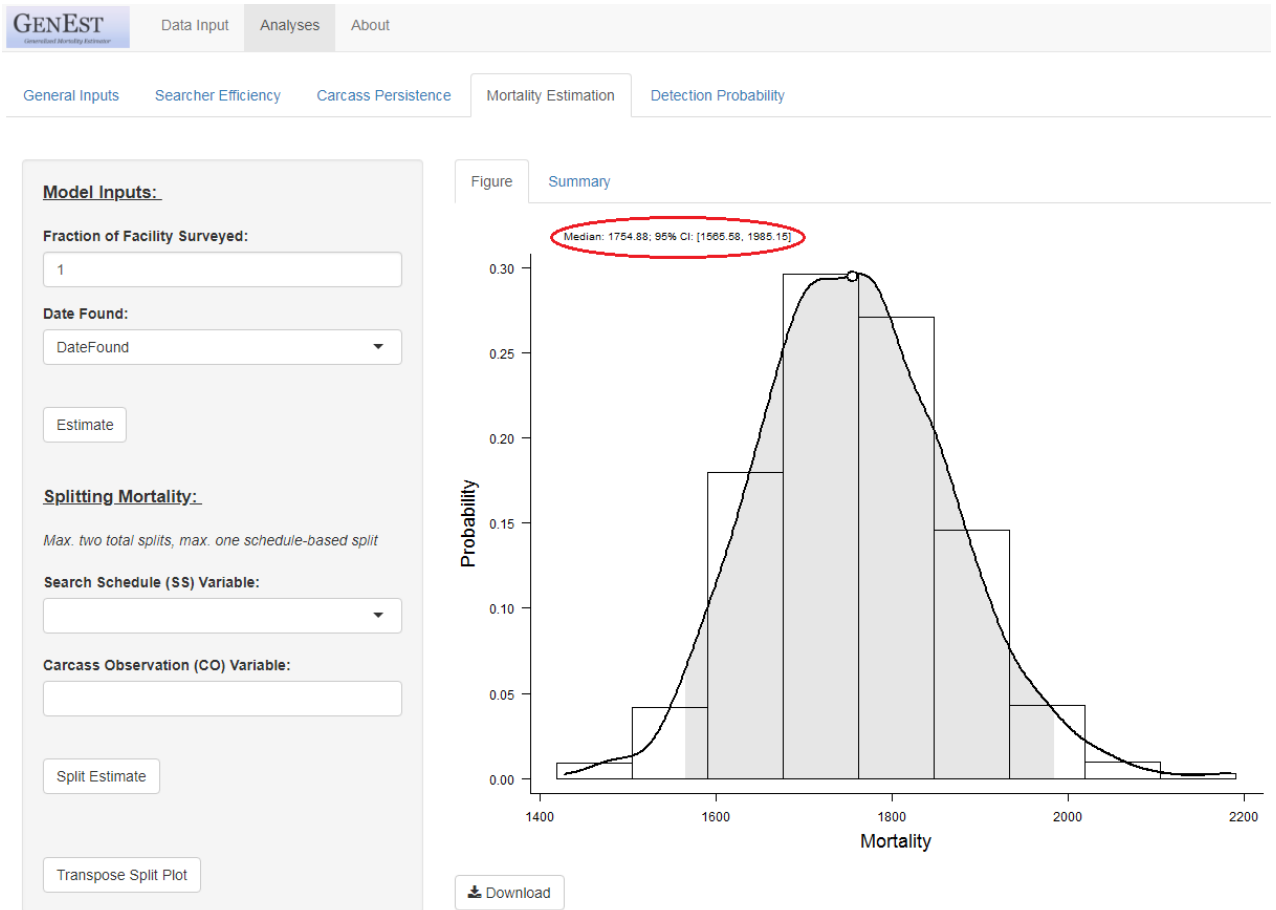 GENEST
Generalized Mortality Estimator
Data Input
Analyses
About
General Inputs
Searcher Efficiency
Carcass Persistence
Mortality Estimation
Detection Probability
Model Inputs:
Fraction of Facility Surveyed:
1
Date Found:
DateFound
Estimate
Splitting Mortality:
Max. two total splits, max. one schedule-based split
Search Schedule (SS) Variable:
Carcass Observation (CO) Variable:
Split Estimate
Transpose Split Plot
Figure
Summary
Median: 1754.88; 95% CI: [1565.58, 1985.15]
0.30
0.25
0.20
0.15
0.10
0.05
0.00
Probability
1400
1600
1800
2000
2200
Mortality
Download